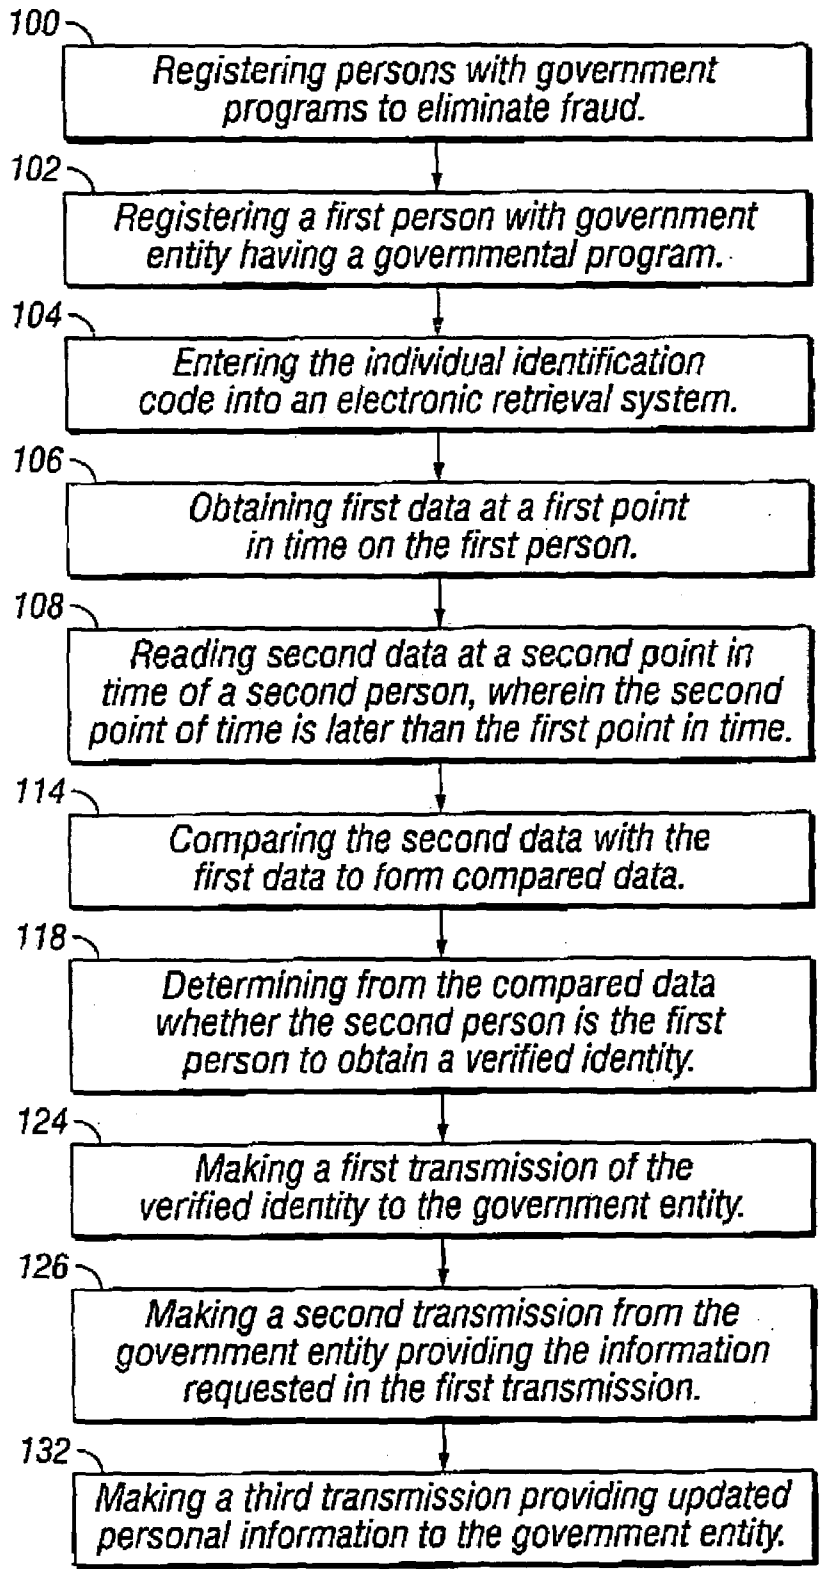 100
Registering persons with government
programs to eliminate fraud.
102
Registering a first person with government
entity having a governmental program.
104
Entering the individual identification
code into an electronic retrieval system.
106
Obtaining first data at a first point
in time on the first person.
108
Reading second data at a second point in
time of a second person, wherein the second
point of time is later than the first point in time.
114
Comparing the second data with the
first data to form compared data.
118
Determining from the compared data
whether the second person is the first
person to obtain a verified identity.
124
Making a first transmission of the
verified identity to the government entity.
126
Making a second transmission from the
government entity providing the information
requested in the first transmission.
132
Making a third transmission providing updated
personal information to the government entity.